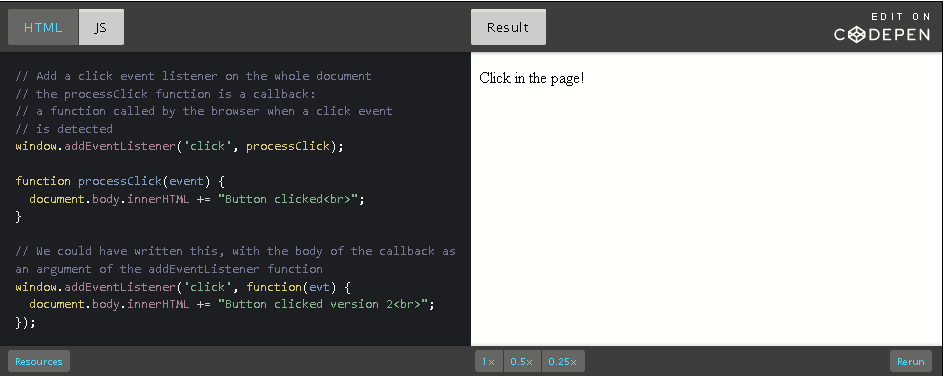 HTML
JS
Result
EDIT ON
CODEPEN
// Add a click event listener on the whole document
// the processClick function is a callback:
// a function called by the browser when a click event
// is detected
window.addEventListener('click', processClick);
function processClick(event) {
document.body.innerHTML += "Button clicked<br>";
}
// We could have written this, with the body of the callback as
an argument of the addEventListener function
window.addEventListener('click', function(evt) {
document.body.innerHTML += "Button clicked version 2<br>";
});
Click in the page!
Resources
1×
0.5×
0.25×
Rerun